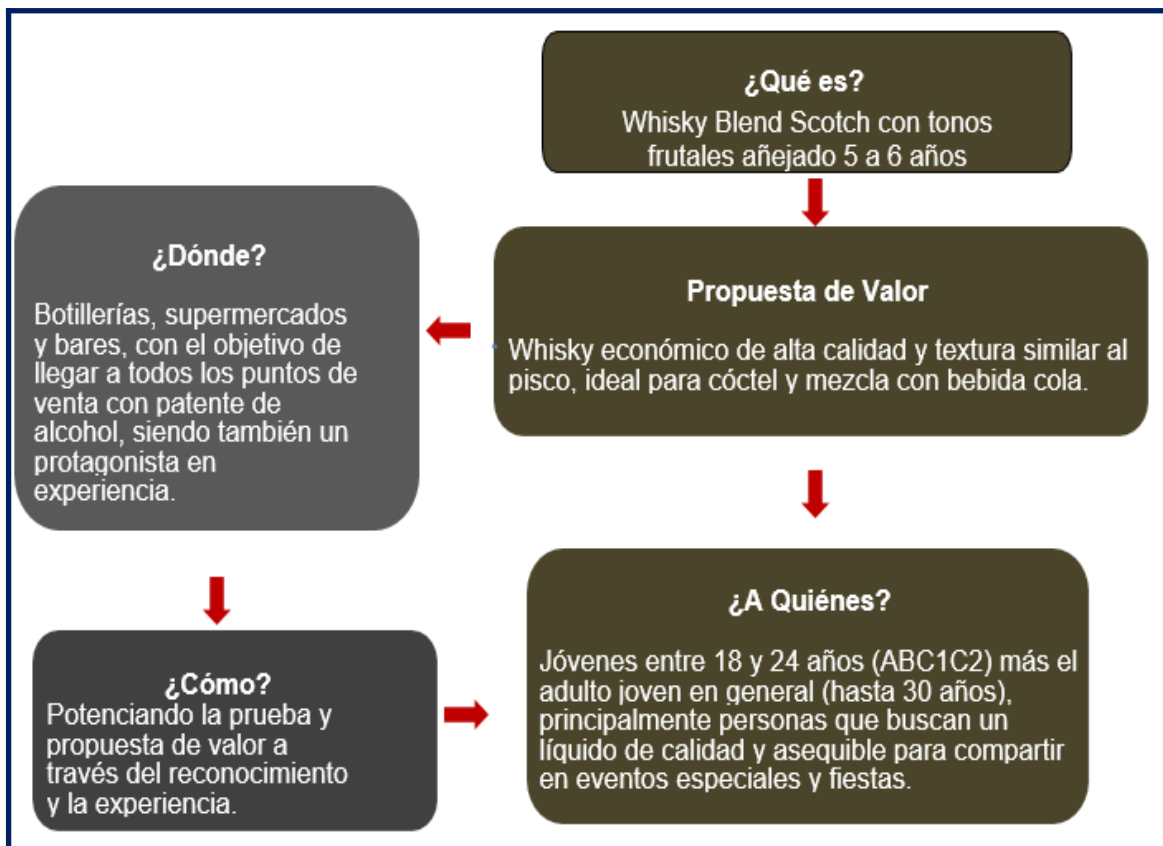 ¿Qué es?
Whisky Blend Scotch con tonos
frutales añejado 5 a 6 años
Propuesta de Valor
Whisky económico de alta calidad y textura similar al
pisco, ideal para cóctel y mezcla con bebida cola.
¿Dónde?
Botillerías, supermercados
y bares, con el objetivo de
llegar a todos los puntos de
venta con patente de
alcohol, siendo también un
protagonista en
experiencia.
¿Cómo?
Potenciando la prueba y
propuesta de valor a
través del reconocimiento
y la experiencia.
¿A Quiénes?
Jóvenes entre 18 y 24 años (ABC1C2) más el
adulto joven en general (hasta 30 años),
principalmente personas que buscan un
líquido de calidad y asequible para compartir
en eventos especiales y fiestas.